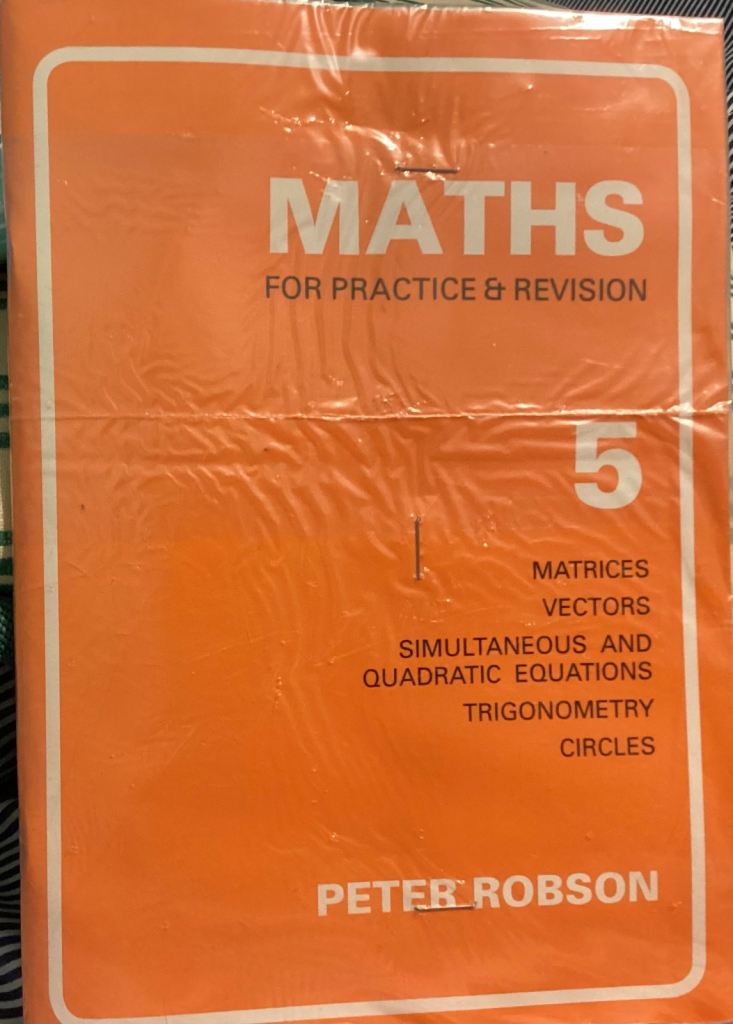 MATHS
FOR PRACTICE & REVISION
5
MATRICES
VECTORS
SIMULTANEOUS AND
QUADRATIC EQUATIONS
TRIGONOMETRY
CIRCLES
PETER ROBSON